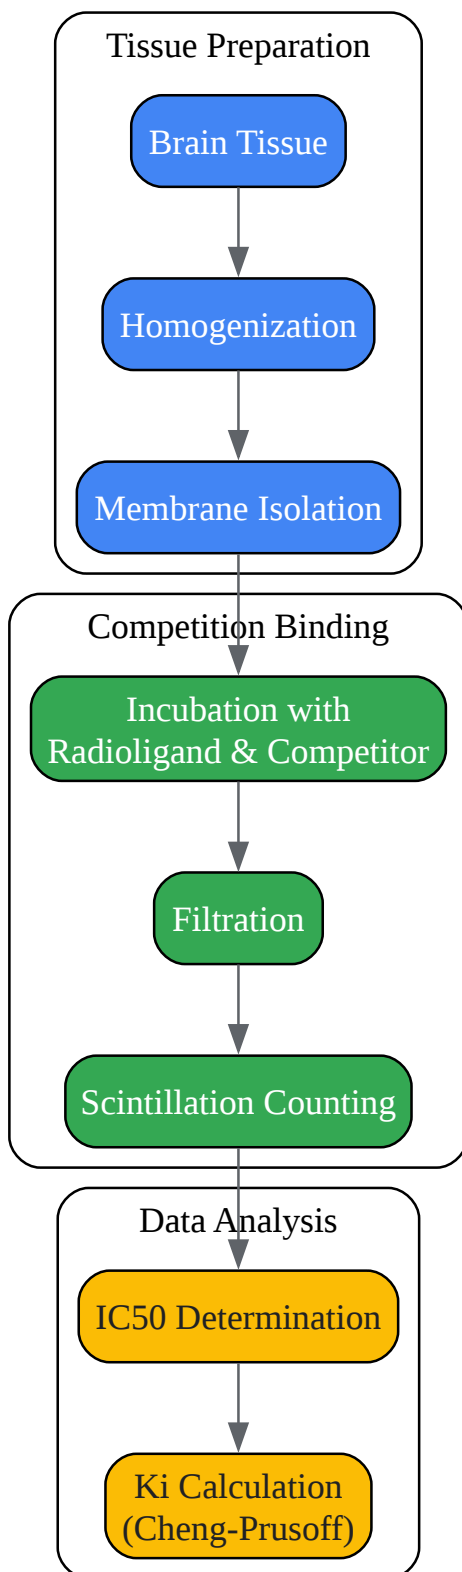 Tissue Preparation
Brain Tissue
Homogenization
Membrane Isolation
Competition Binding
Incubation with
Radioligand & Competitor
Filtration
Scintillation Counting
Data Analysis
IC50 Determination
Ki Calculation
(Cheng-Prusoff)